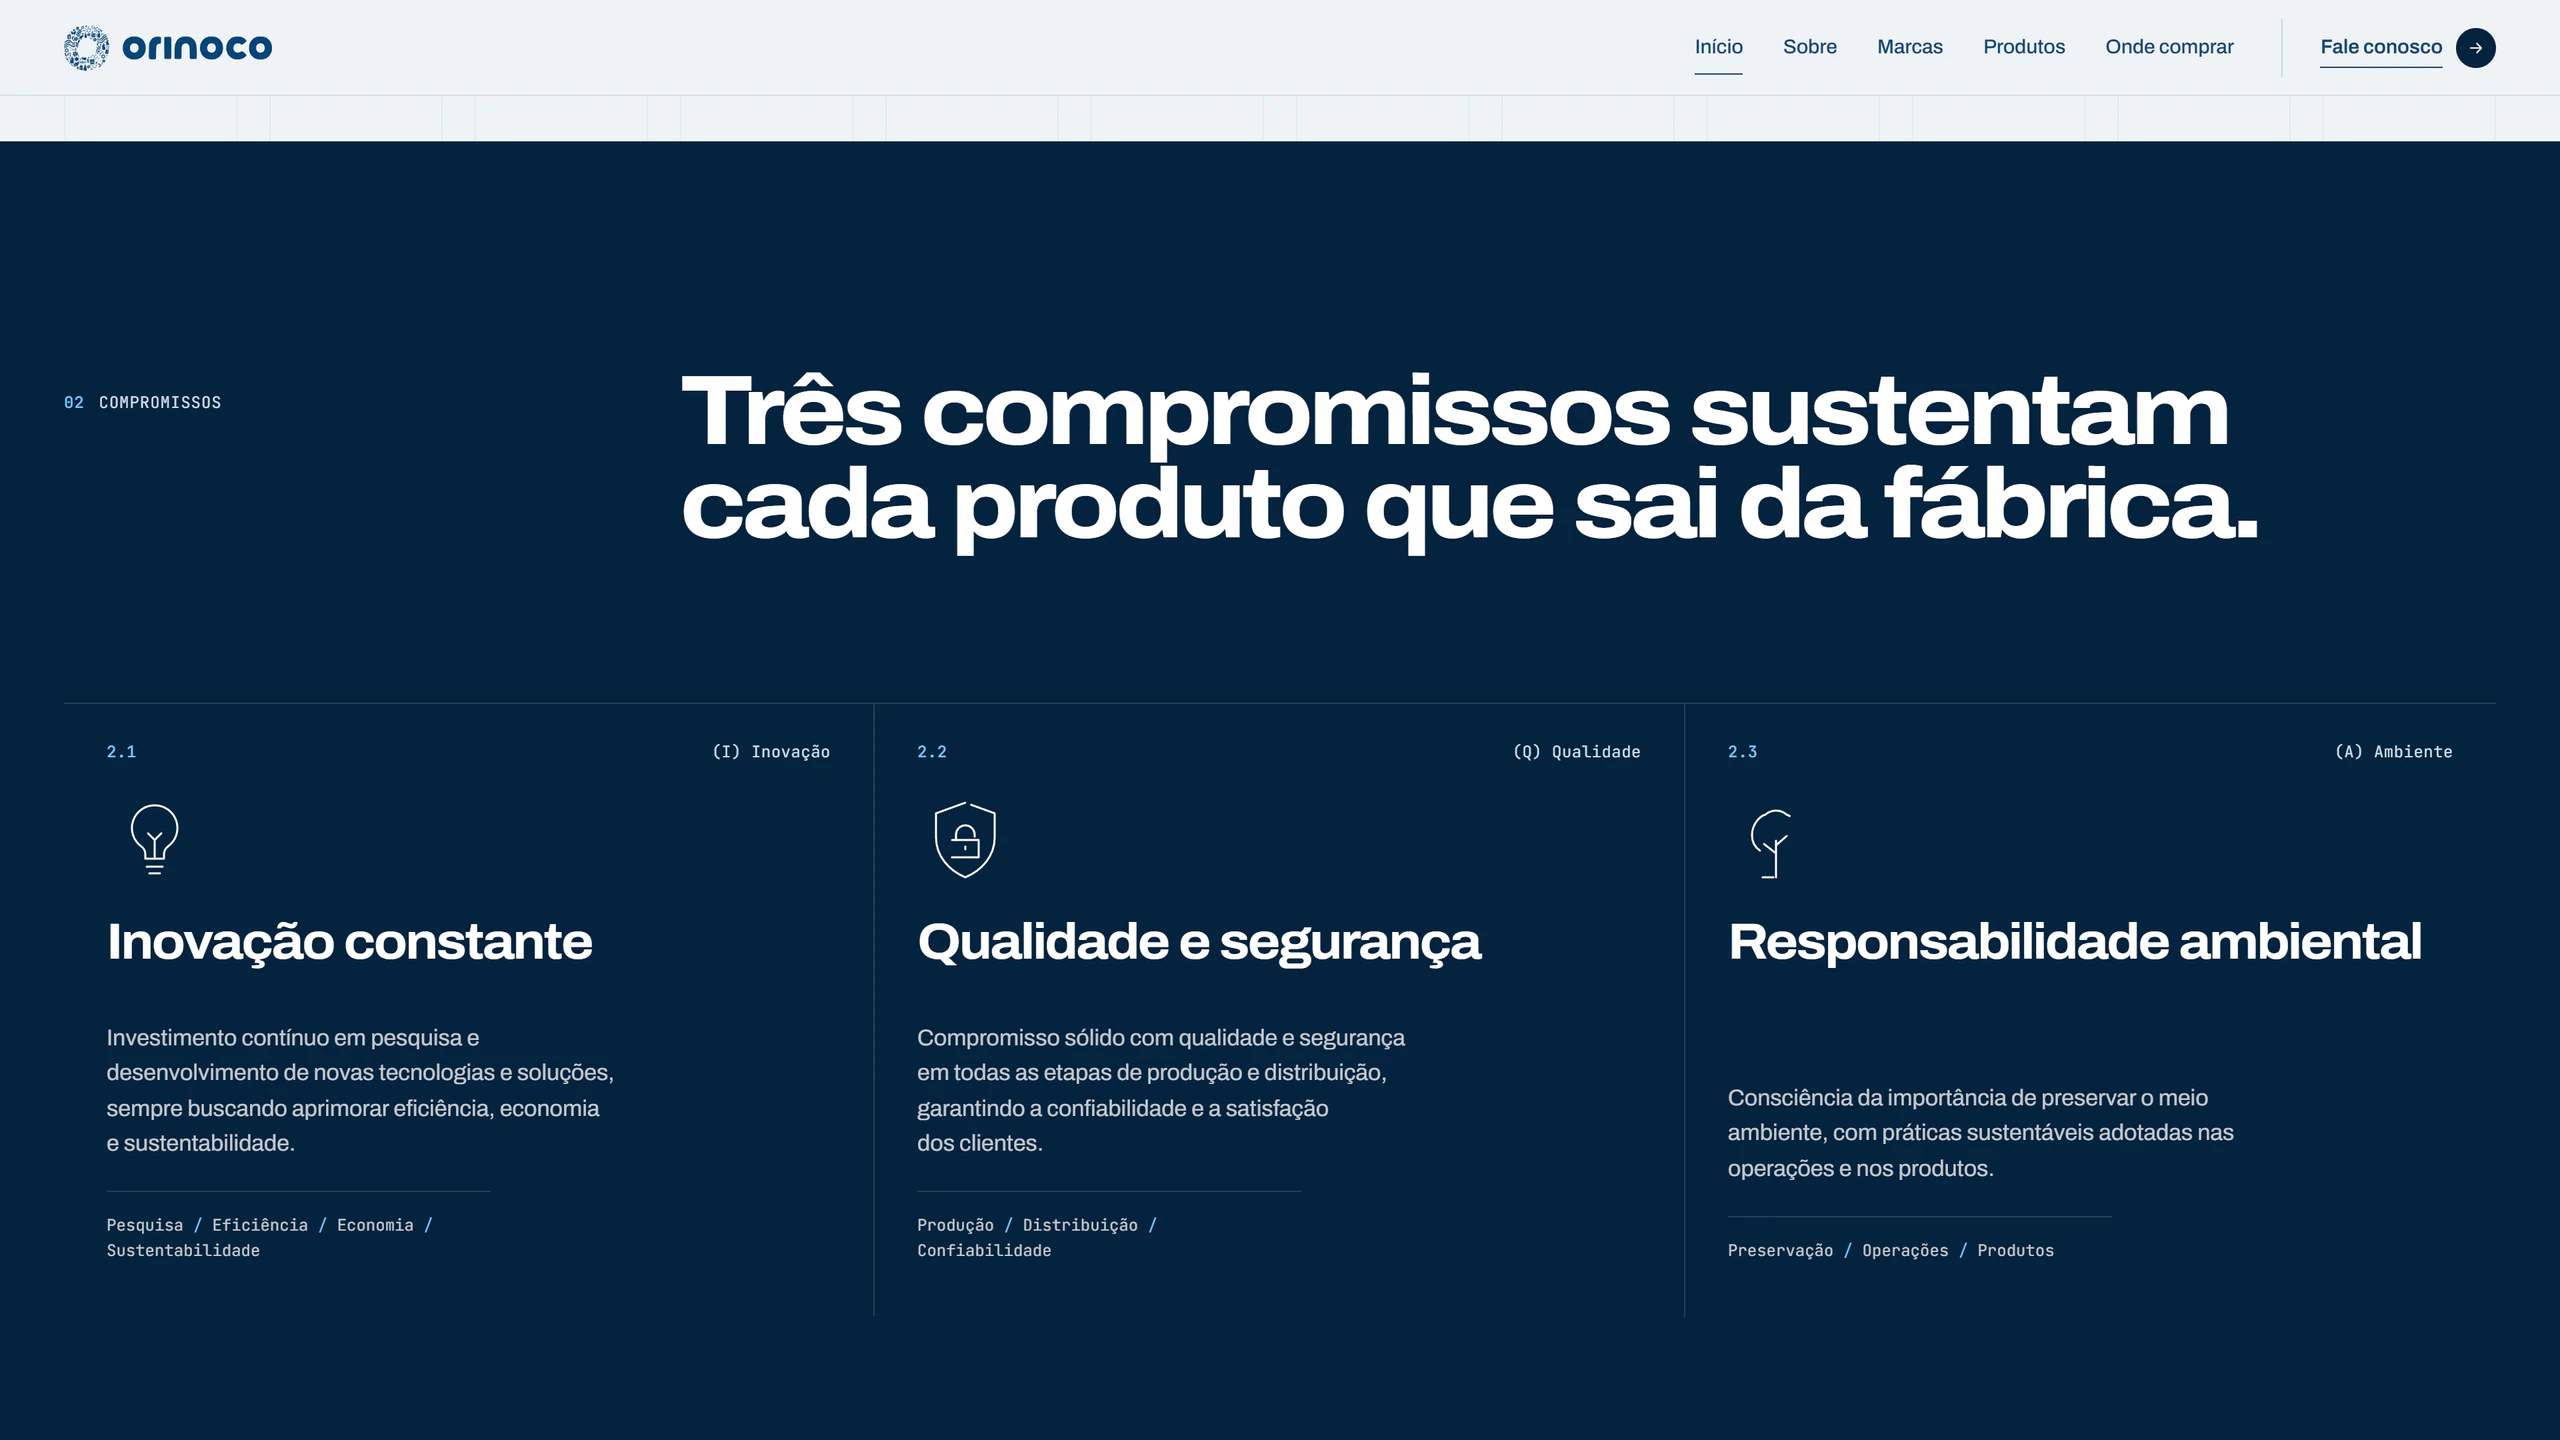 orinoco
Início
Sobre
Marcas
Produtos
Onde comprar
Fale conosco
02 COMPROMISSOS
Três compromissos sustentam
cada produto que sai da fábrica.
2.1
(I) Inovação
Inovação constante
Investimento contínuo em pesquisa e
desenvolvimento de novas tecnologias e soluções,
sempre buscando aprimorar eficiência, economia
e sustentabilidade.
Pesquisa / Eficiência / Economia /
Sustentabilidade
2.2
(Q) Qualidade
Qualidade e segurança
Compromisso sólido com qualidade e segurança
em todas as etapas de produção e distribuição,
garantindo a confiabilidade e a satisfação
dos clientes.
Produção / Distribuição /
Confiabilidade
2.3
(A) Ambiente
Responsabilidade ambiental
Consciência da importância de preservar o meio
ambiente, com práticas sustentáveis adotadas nas
operações e nos produtos.
Preservação / Operações / Produtos